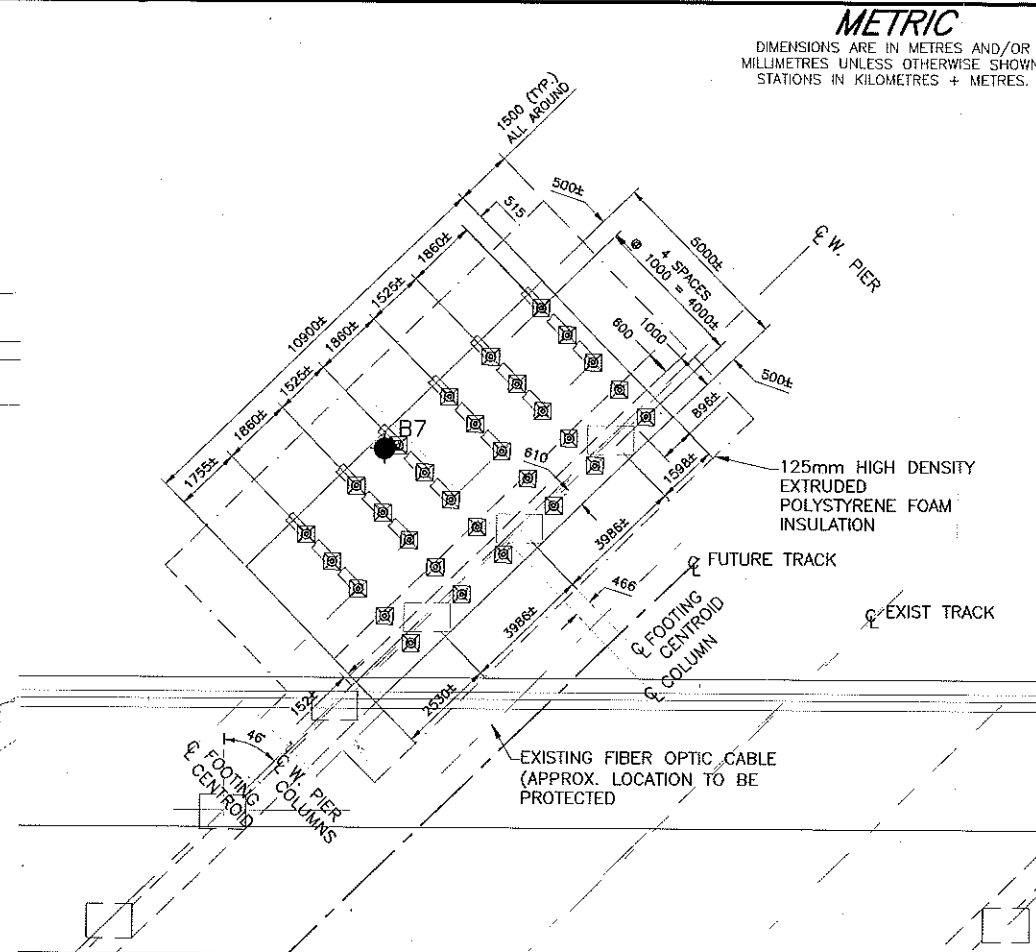 METRIC
DIMENSIONS ARE IN METRES AND/OR
MILLIMETRES UNLESS OTHERWISE SHOWN
STATIONS IN KILOMETRES + METRES.
1500 (TYP.)
ALL AROUND
515
500±
5000±
4 SPACES
@ 1000 = 4000±
600
1000
500±
896±
1598±
℄ W. PIER
10900±
1755±
1860±
1525±
1860±
1525±
1860±
B7
610
125mm HIGH DENSITY
EXTRUDED
POLYSTYRENE FOAM
INSULATION
℄ FUTURE TRACK
℄ EXIST TRACK
3986±
466
3986±
2530±
℄ FOOTING
CENTROID
℄ COLUMN
152±
46
℄ FOOTING
CENTROID
℄ W. PIER
COLUMNS
EXISTING FIBER OPTIC CABLE
(APPROX. LOCATION TO BE
PROTECTED